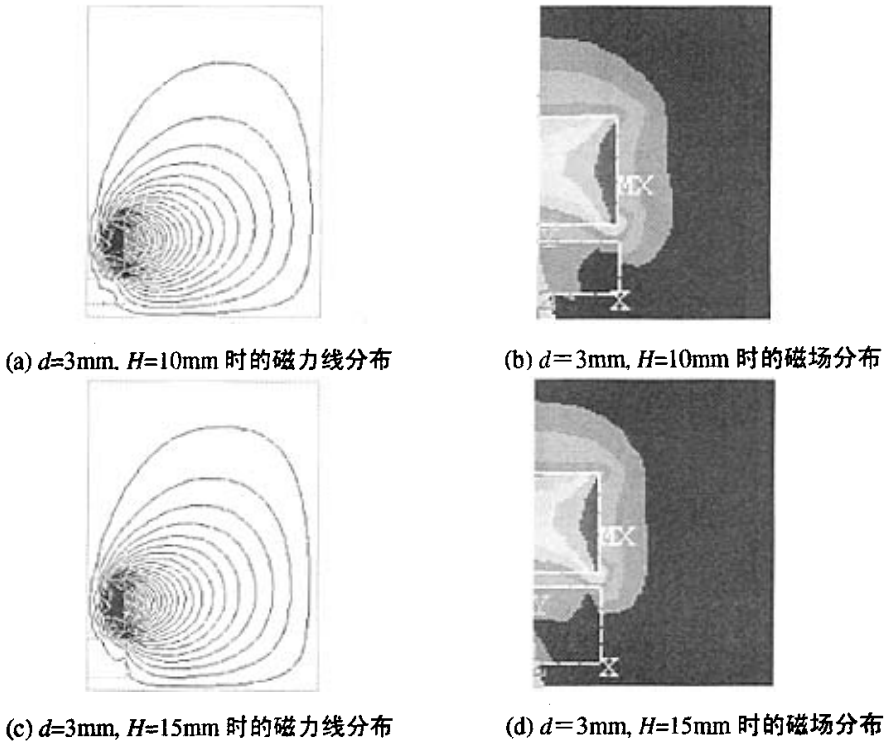 MX
Y
X
(a) d=3mm. H=10mm 时的磁力线分布
(b) d=3mm, H=10mm 时的磁场分布
MX
Y
X
(c) d=3mm, H=15mm 时的磁力线分布
(d) d=3mm, H=15mm 时的磁场分布